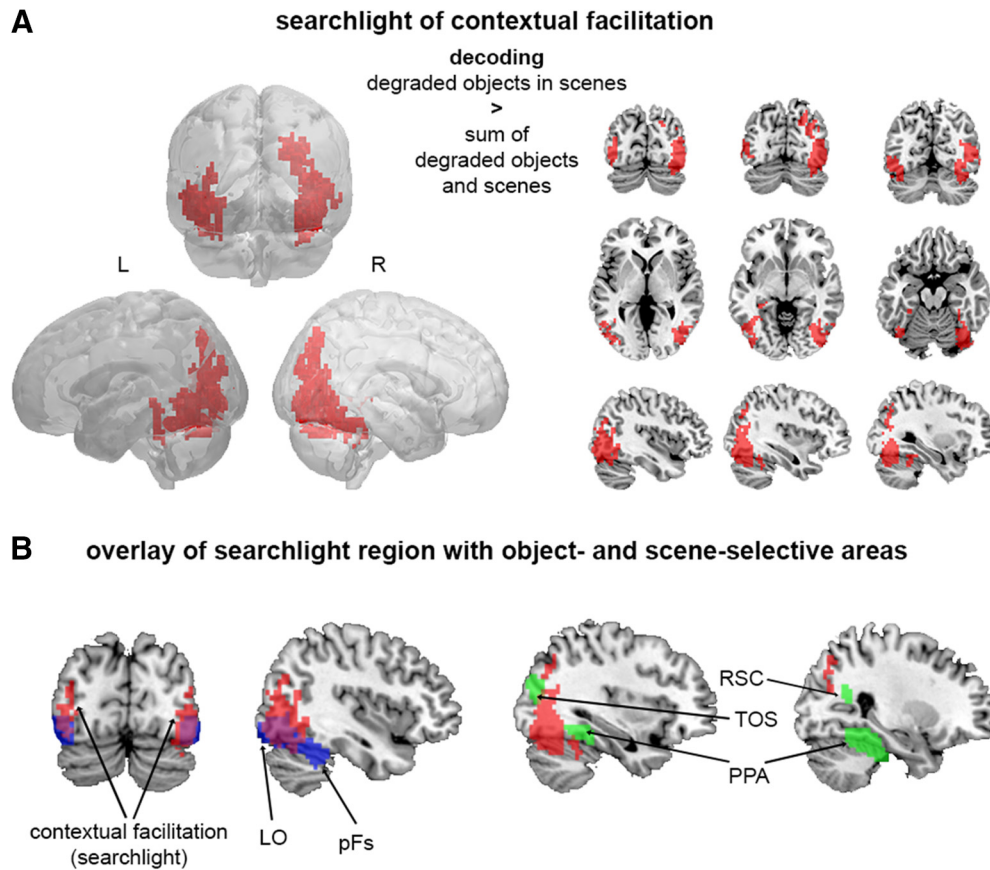 A
searchlight of contextual facilitation
decoding
degraded objects in scenes
>
sum of
degraded objects
and scenes
L
R
B
overlay of searchlight region with object- and scene-selective areas
contextual facilitation
(searchlight)
LO
pFs
RSC
TOS
PPA